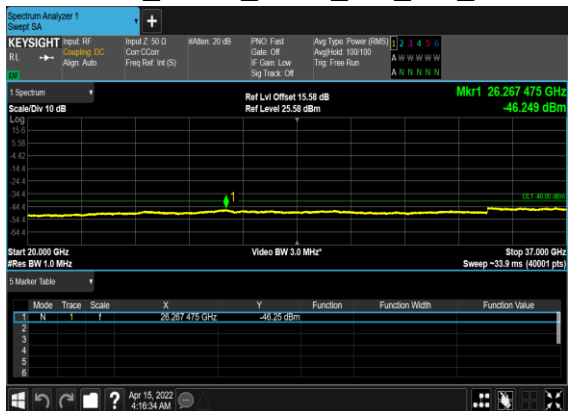 Spectrum Analyzer 1
Swept SA
+
KEYSIGHT Input: RF Input Z: 50 Ω #Atten: 20 dB PNO: Fast Avg Type: Power (RMS) 1 2 3 4 5 6
RL Coupling: DC Corr CCorr Gate: Off Avg|Hold: 100/100 A W W W W W
Align: Auto Freq Ref: Int (S) IF Gain: Low Trig: Free Run A N N N N N
Sig Track: Off
1 Spectrum
Scale/Div 10 dB
Ref Lvl Offset 15.58 dB
Ref Level 25.58 dBm
Mkr1 26.267 475 GHz
-46.249 dBm
Log
15.6
5.58
-4.42
-14.4
-24.4
-34.4
-44.4
-54.4
-64.4
1
DL1 -40.00 dBm
Start 20.000 GHz Video BW 3.0 MHz* Stop 37.000 GHz
#Res BW 1.0 MHz Sweep ~33.9 ms (40001 pts)
5 Marker Table
Mode Trace Scale X Y Function Function Width Function Value
1 N 1 f 26.267 475 GHz -46.25 dBm
2
3
4
5
6
? Apr 15, 2022
4:16:34 AM